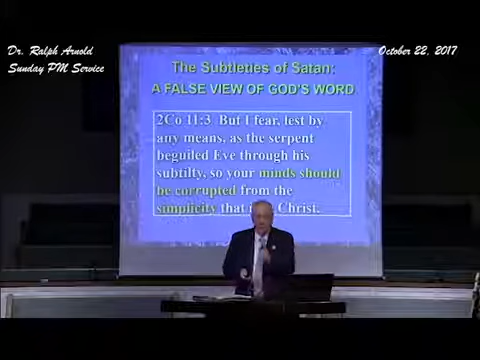 Dr. Ralph Arnold
Sunday PM Service
October 22, 2017
The Subtleties of Satan:
A FALSE VIEW OF GOD'S WORD
2Co 11:3 But I fear, lest by
any means, as the serpent
beguiled Eve through his
subtilty, so your minds should
be corrupted from the
simplicity that Christ.